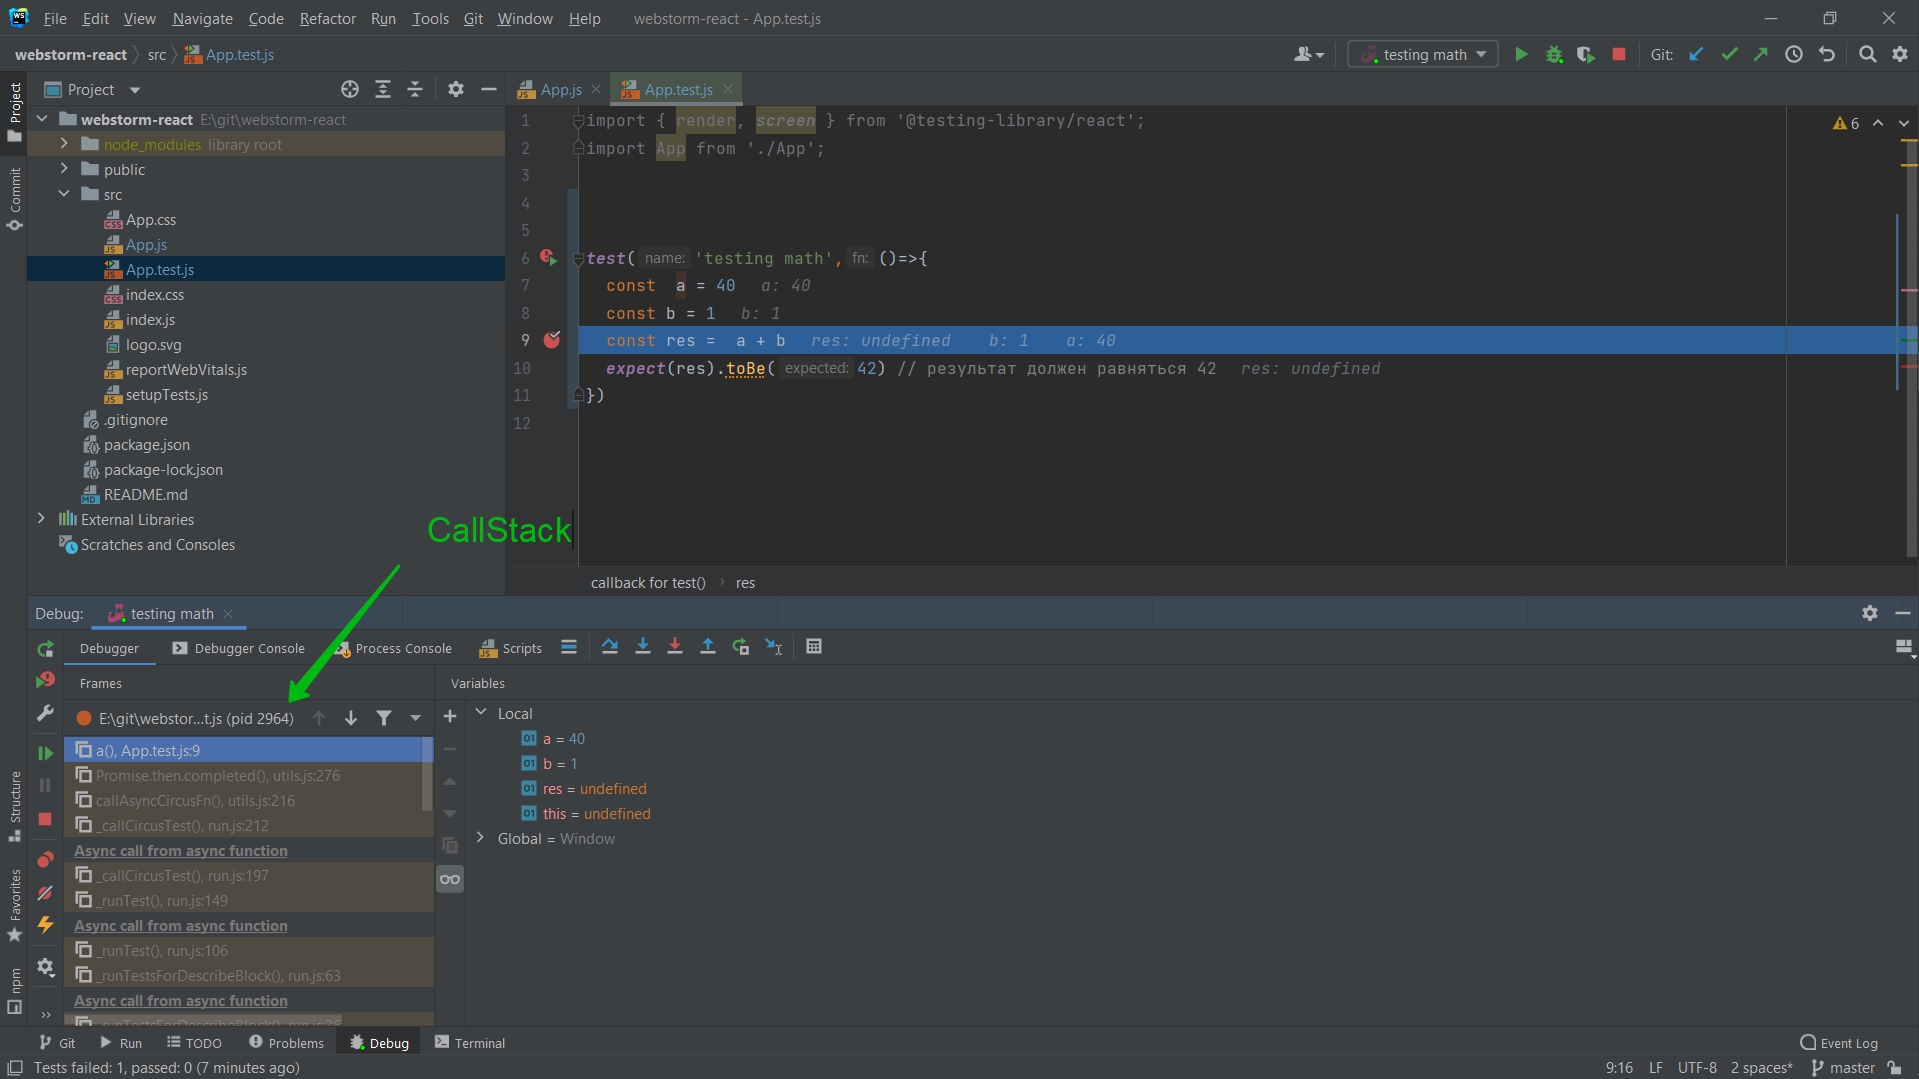 File Edit View Navigate Code Refactor Run Tools Git Window Help webstorm-react - App.test.js
webstorm-react src App.test.js testing math Git:
Project
App.js App.test.js
webstorm-react E:\git\webstorm-react
node_modules library root
public
src
App.css
App.js
App.test.js
index.css
index.js
logo.svg
reportWebVitals.js
setupTests.js
.gitignore
package.json
package-lock.json
README.md
External Libraries
Scratches and Consoles
Project
Commit
Structure
Favorites
npm
6
1 import { render, screen } from '@testing-library/react';
2 import App from './App';
3
4
5
6 test( name: 'testing math', fn: ()=>{
7 const a = 40 a: 40
8 const b = 1 b: 1
9 const res = a + b res: undefined b: 1 a: 40
10 expect(res).toBe( expected: 42) // результат должен равняться 42 res: undefined
11 })
12
CallStack
callback for test() res
Debug: testing math
Debugger Debugger Console Process Console Scripts
Frames
E:\git\webstor...t.js (pid 2964)
a(), App.test.js:9
Promise.then.completed(), utils.js:276
callAsyncCircusFn(), utils.js:216
_callCircusTest(), run.js:212
Async call from async function
_callCircusTest(), run.js:197
_runTest(), run.js:149
Async call from async function
_runTest(), run.js:106
_runTestsForDescribeBlock(), run.js:63
Async call from async function
Variables
Local
a = 40
b = 1
res = undefined
this = undefined
Global = Window
Git Run TODO Problems Debug Terminal Event Log
Tests failed: 1, passed: 0 (7 minutes ago) 9:16 LF UTF-8 2 spaces* master